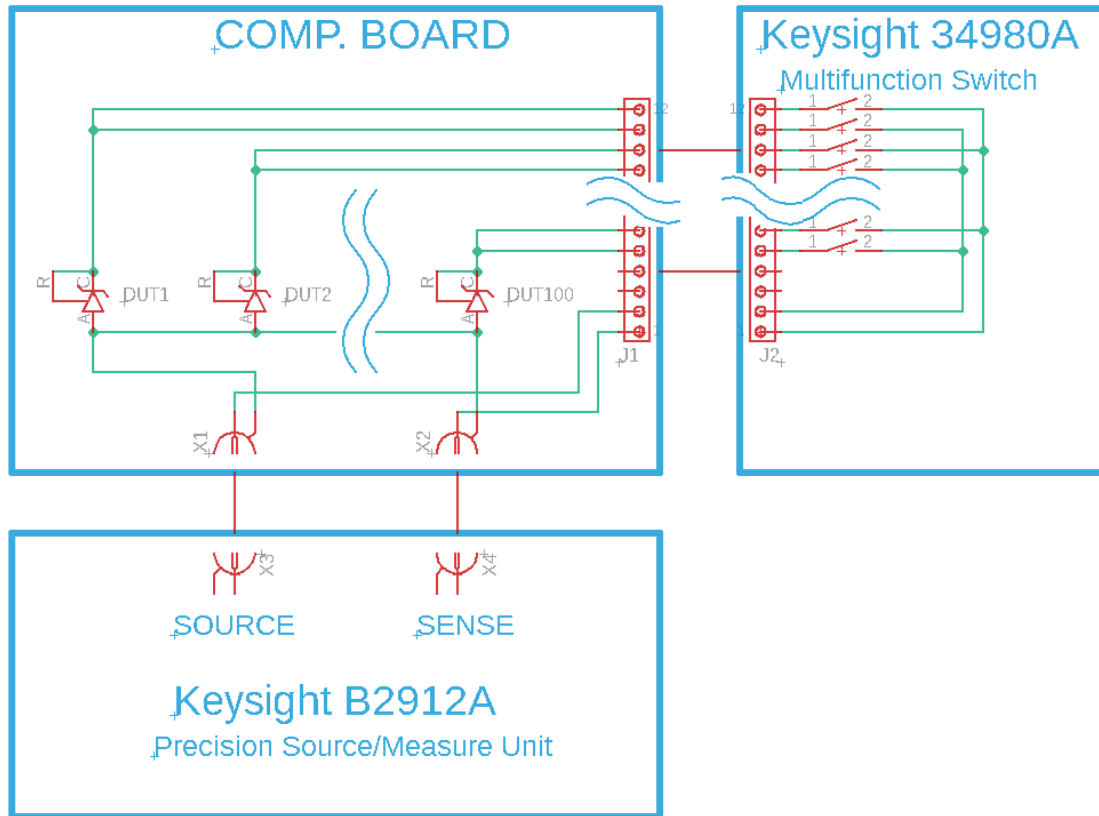 COMP. BOARD
Keysight 34980A
Multifunction Switch
12
12
1 2
1 2
1 2
1 2
1 2
1 2
R C A DUT1
R C A DUT2
R C A DUT100
1
1
J1
J2
X1
X2
X3
X4
SOURCE
SENSE
Keysight B2912A
Precision Source/Measure Unit